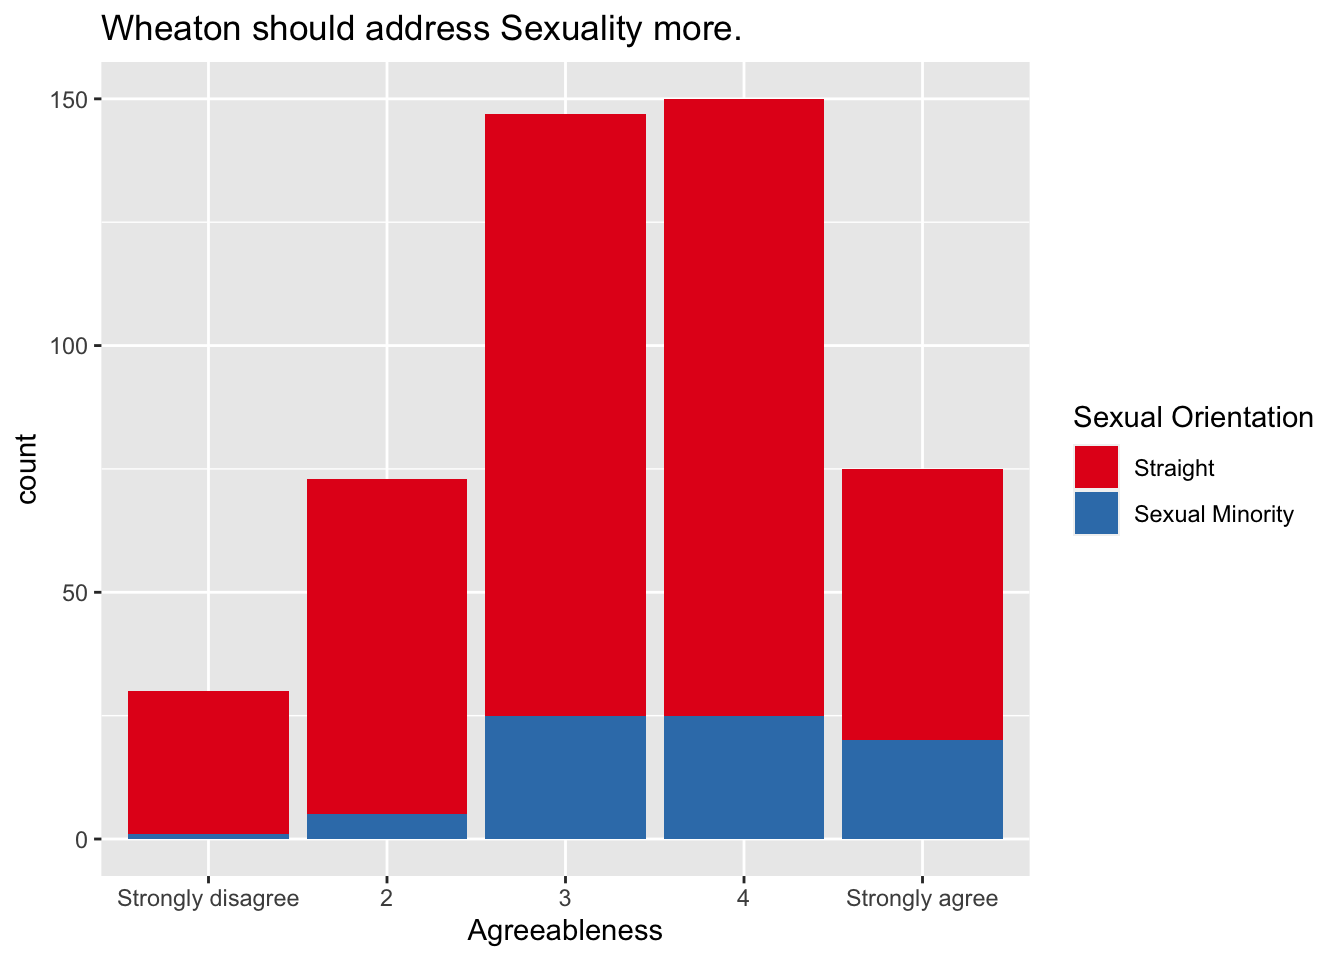 Wheaton should address Sexuality more.
150
100
50
0
count
Strongly disagree 2 3 4 Strongly agree
Agreeableness
Sexual Orientation
Straight
Sexual Minority